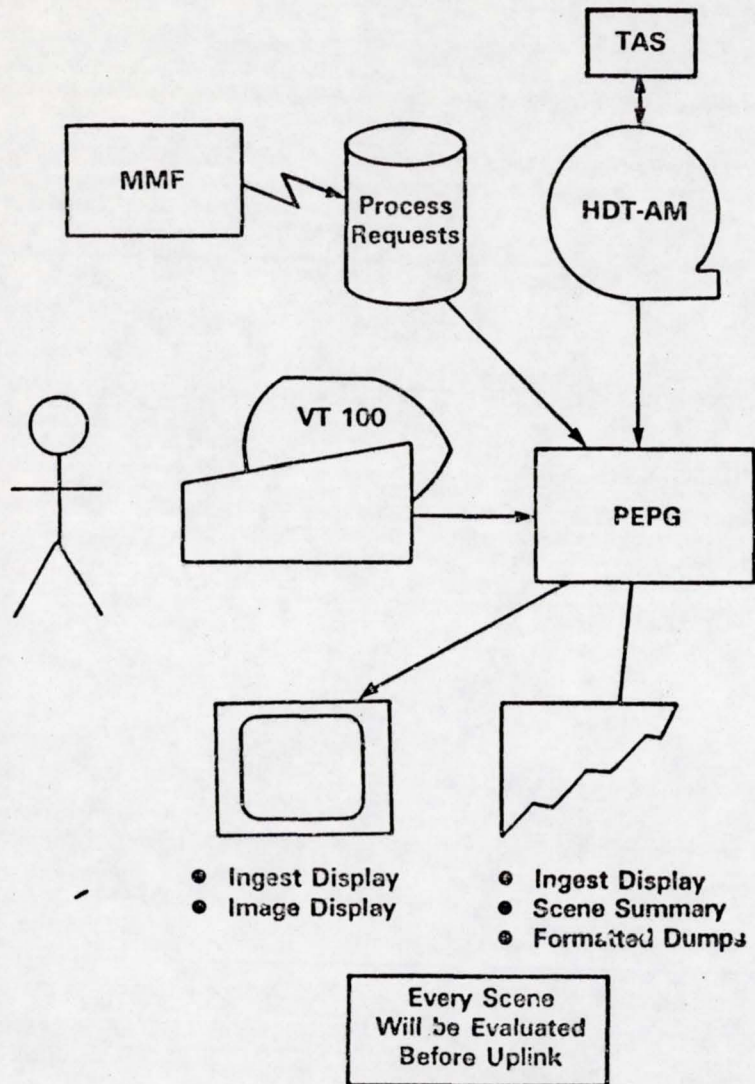 TAS
MMF
Process
Requests
HDT-AM
VT 100
PEPG
• Ingest Display
• Image Display
• Ingest Display
• Scene Summary
• Formatted Dumps
Every Scene
Will be Evaluated
Before Uplink